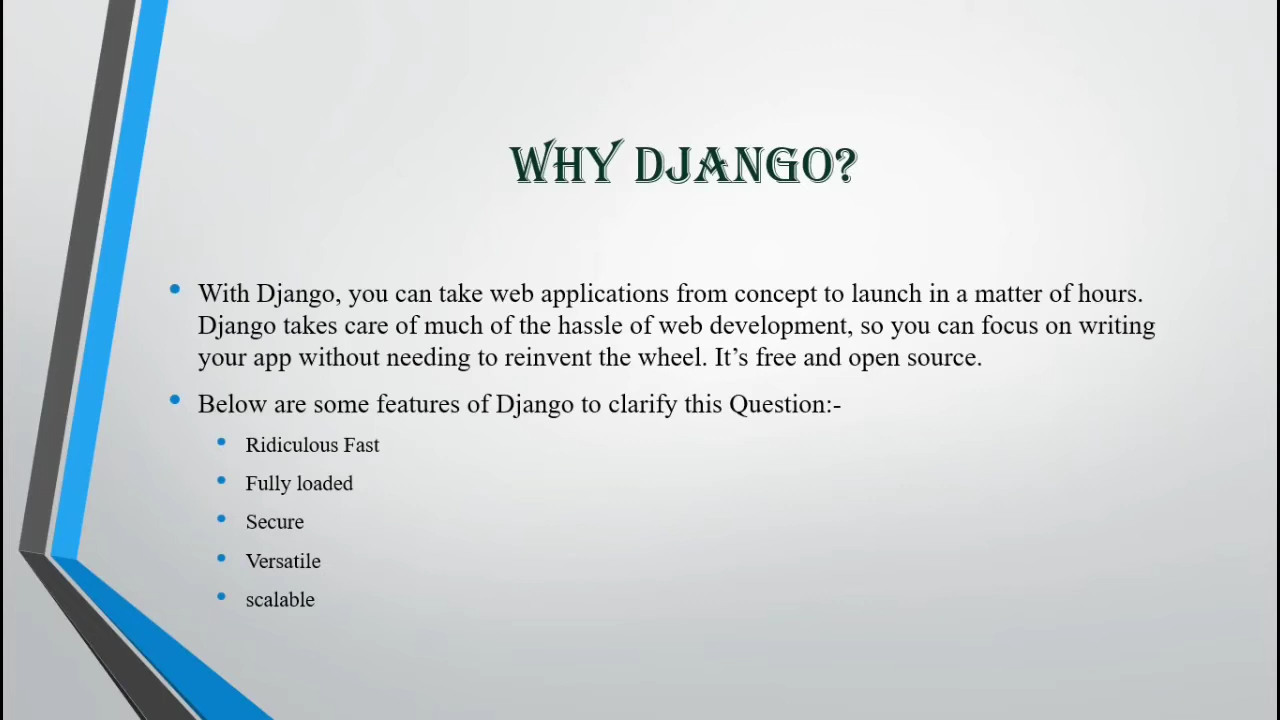 WHY DJANGO?
With Django, you can take web applications from concept to launch in a matter of hours.
Django takes care of much of the hassle of web development, so you can focus on writing
your app without needing to reinvent the wheel. It’s free and open source.
Below are some features of Django to clarify this Question:-
Ridiculous Fast
Fully loaded
Secure
Versatile
scalable